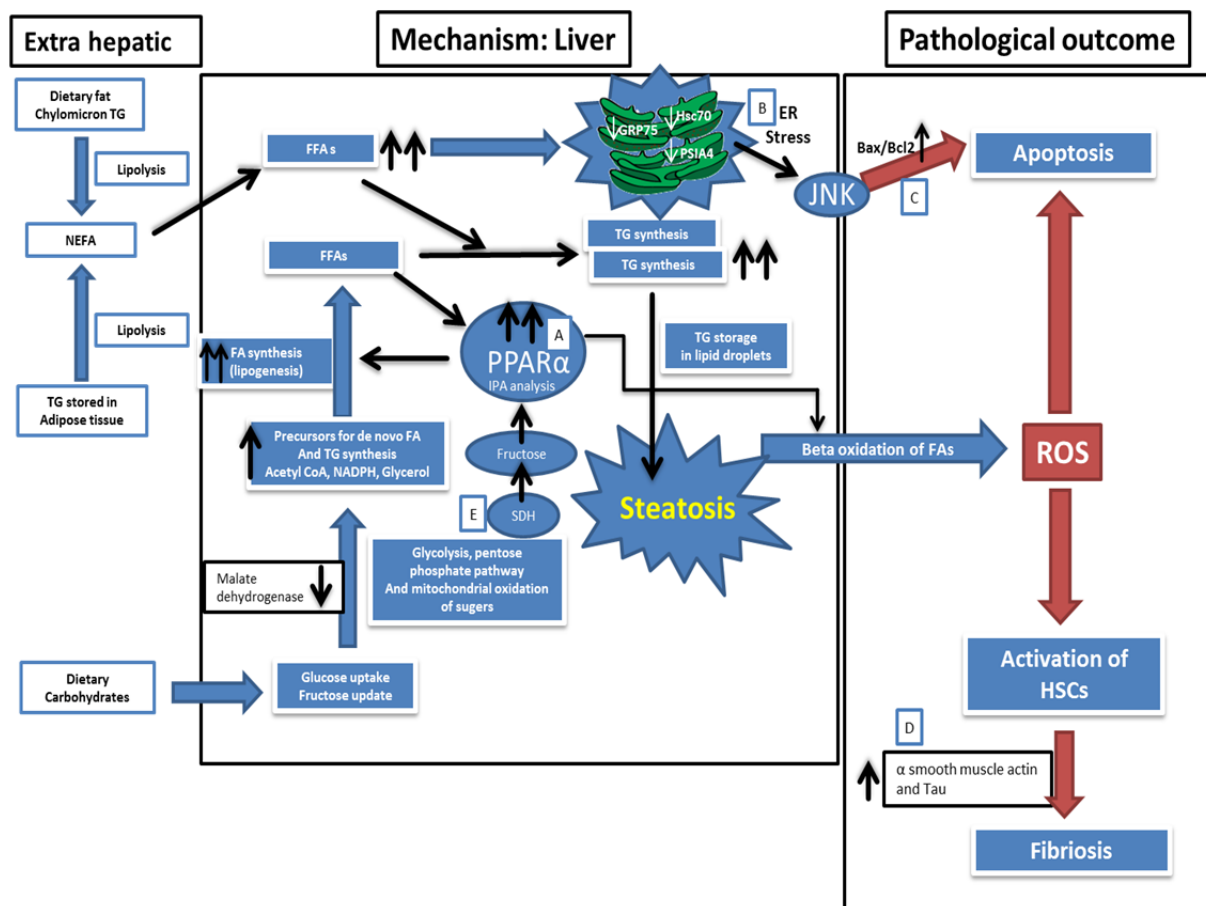 Extra hepatic
Mechanism: Liver
Pathological outcome
Dietary fat
Chylomicron TG
Lipolysis
NEFA
Lipolysis
TG stored in
Adipose tissue
Dietary
Carbohydrates
FFA s
GRP75
Hsc70
PSIA4
B
ER
Stress
JNK
TG synthesis
TG synthesis
FFAs
A
PPARα
IPA analysis
TG storage
in lipid droplets
FA synthesis
(lipogenesis)
Precursors for de novo FA
And TG synthesis
Acetyl CoA, NADPH, Glycerol
Fructose
E
SDH
Steatosis
Glycolysis, pentose
phosphate pathway
And mitochondrial oxidation
of sugers
Malate
dehydrogenase
Glucose uptake
Fructose update
Beta oxidation of FAs
Bax/Bcl2
C
Apoptosis
ROS
Activation of
HSCs
D
α smooth muscle actin
and Tau
Fibriosis